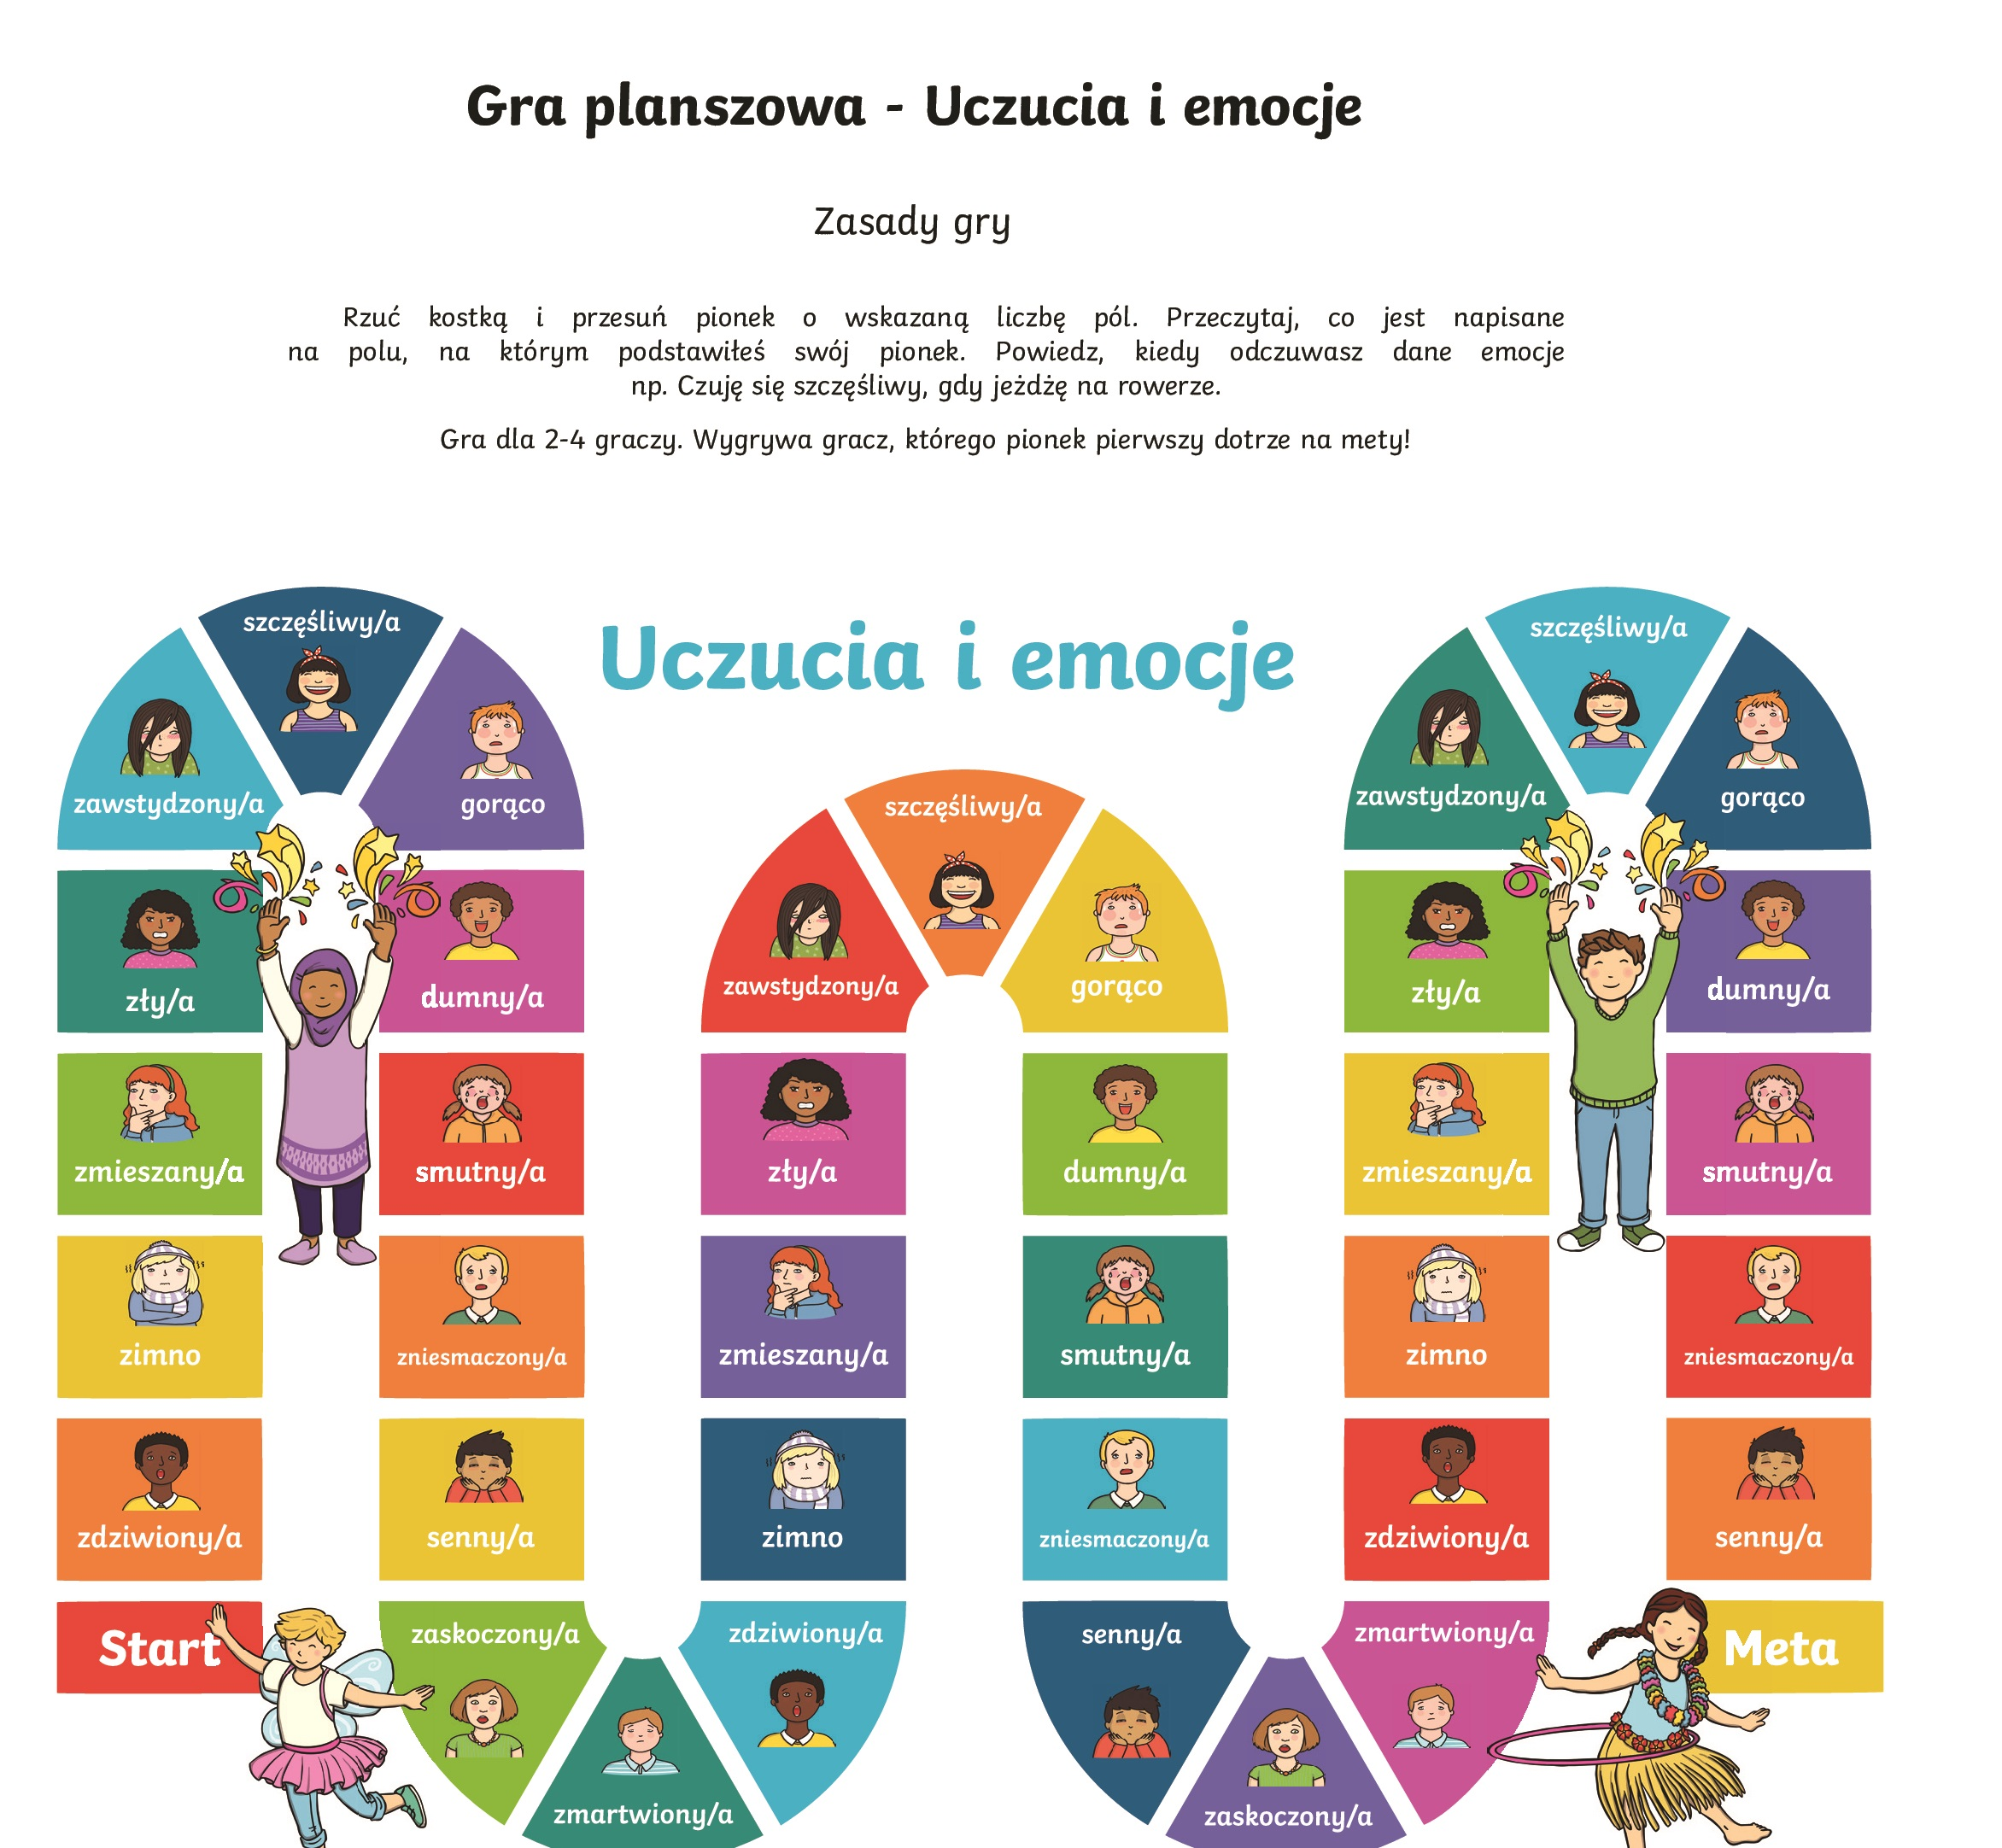 Gra planszowa - Uczucia i emocje
Zasady gry
Rzuć kostką i przesuń pionek o wskazaną liczbę pól. Przeczytaj, co jest napisane
na polu, na którym podstawiłeś swój pionek. Powiedz, kiedy odczuwasz dane emocje
np. Czuję się szczęśliwy, gdy jeżdżę na rowerze.
Gra dla 2-4 graczy. Wygrywa gracz, którego pionek pierwszy dotrze na mety!
Uczucia i emocje
Start
zdziwiony/a
zimno
zmieszany/a
zły/a
zawstydzony/a
szczęśliwy/a
gorąco
dumny/a
smutny/a
zniesmaczony/a
senny/a
zaskoczony/a
zmartwiony/a
zdziwiony/a
zimno
zmieszany/a
zły/a
zawstydzony/a
szczęśliwy/a
gorąco
dumny/a
smutny/a
zniesmaczony/a
senny/a
zaskoczony/a
zmartwiony/a
zdziwiony/a
zimno
zmieszany/a
zły/a
zawstydzony/a
szczęśliwy/a
gorąco
dumny/a
smutny/a
zniesmaczony/a
senny/a
Meta